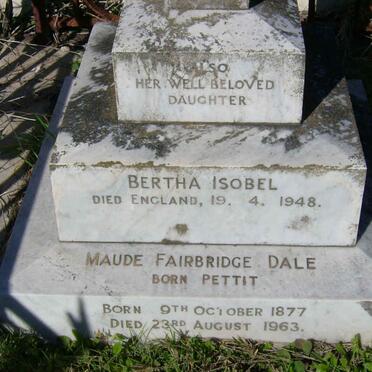 ALSO
HER WELL BELOVED
DAUGHTER
BERTHA ISOBEL
DIED ENGLAND, 19. 4. 1948.
MAUDE FAIRBRIDGE DALE
BORN PETTIT
BORN 9TH OCTOBER 1877
DIED 23RD AUGUST 1963.